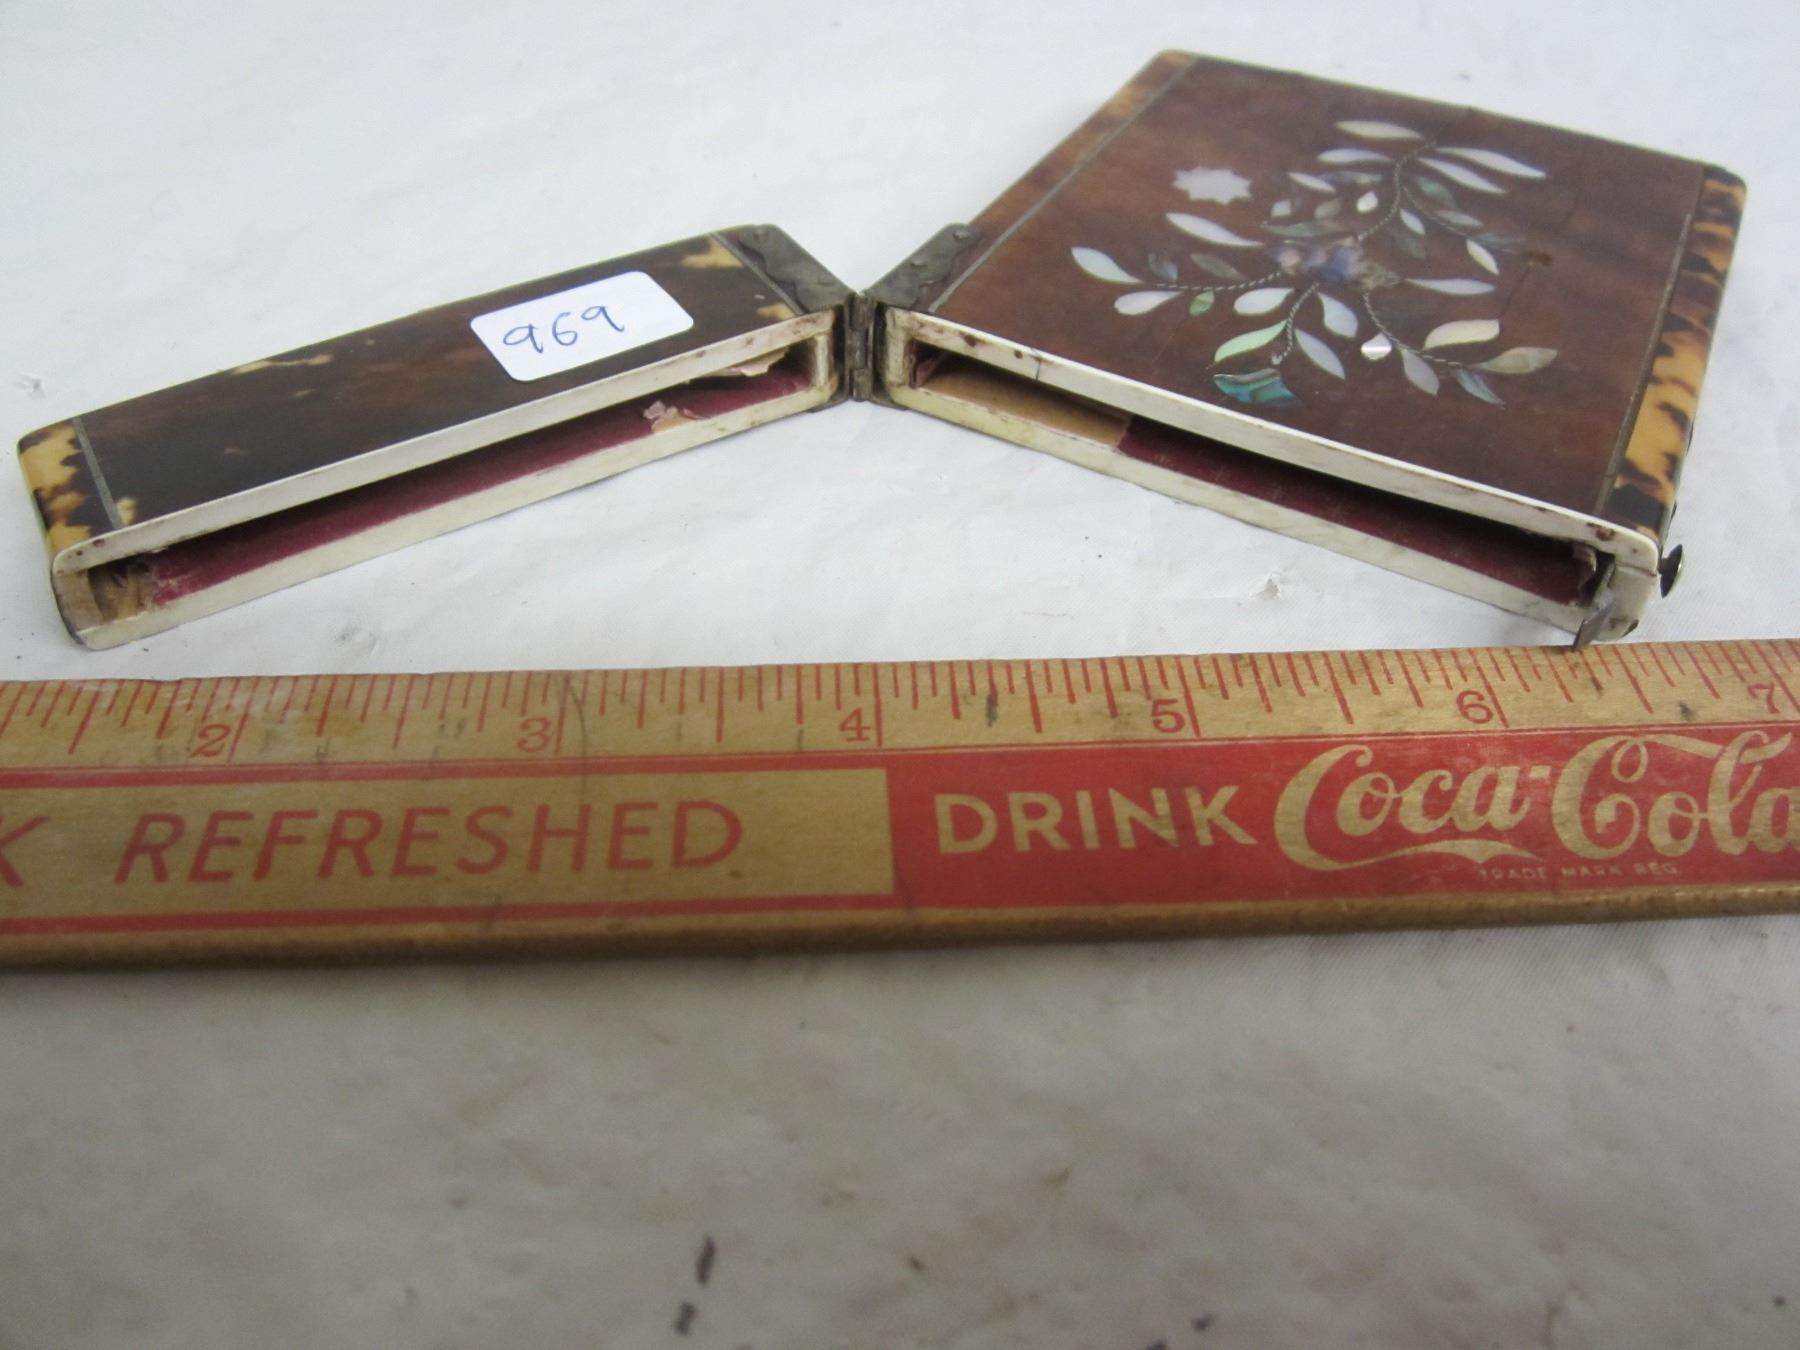 969
2 3 4 5 6 7
K REFRESHED DRINK Coca-Cola
TRADE MARK REG.